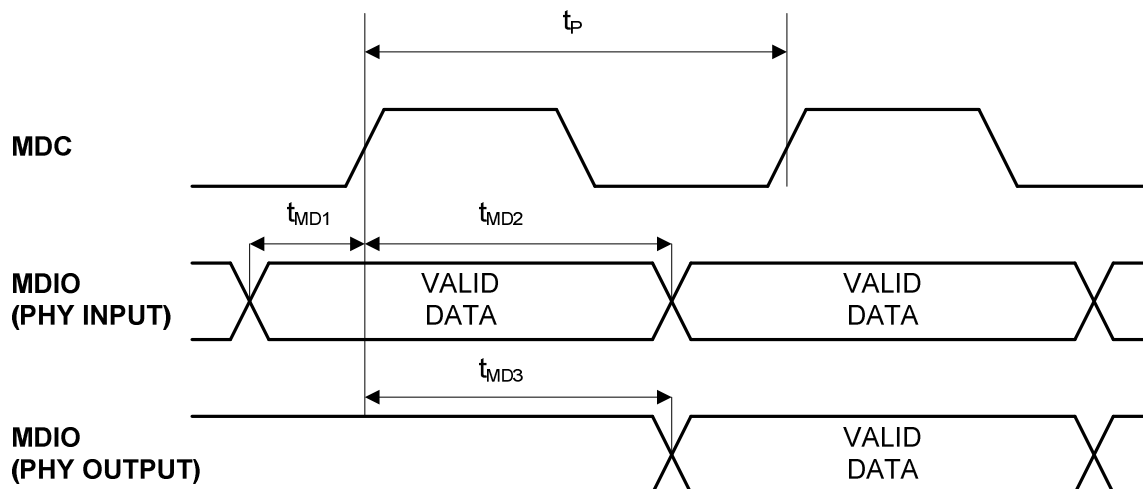 tP
MDC
tMD1
tMD2
MDIO
(PHY INPUT)
VALID
DATA
VALID
DATA
tMD3
MDIO
(PHY OUTPUT)
VALID
DATA